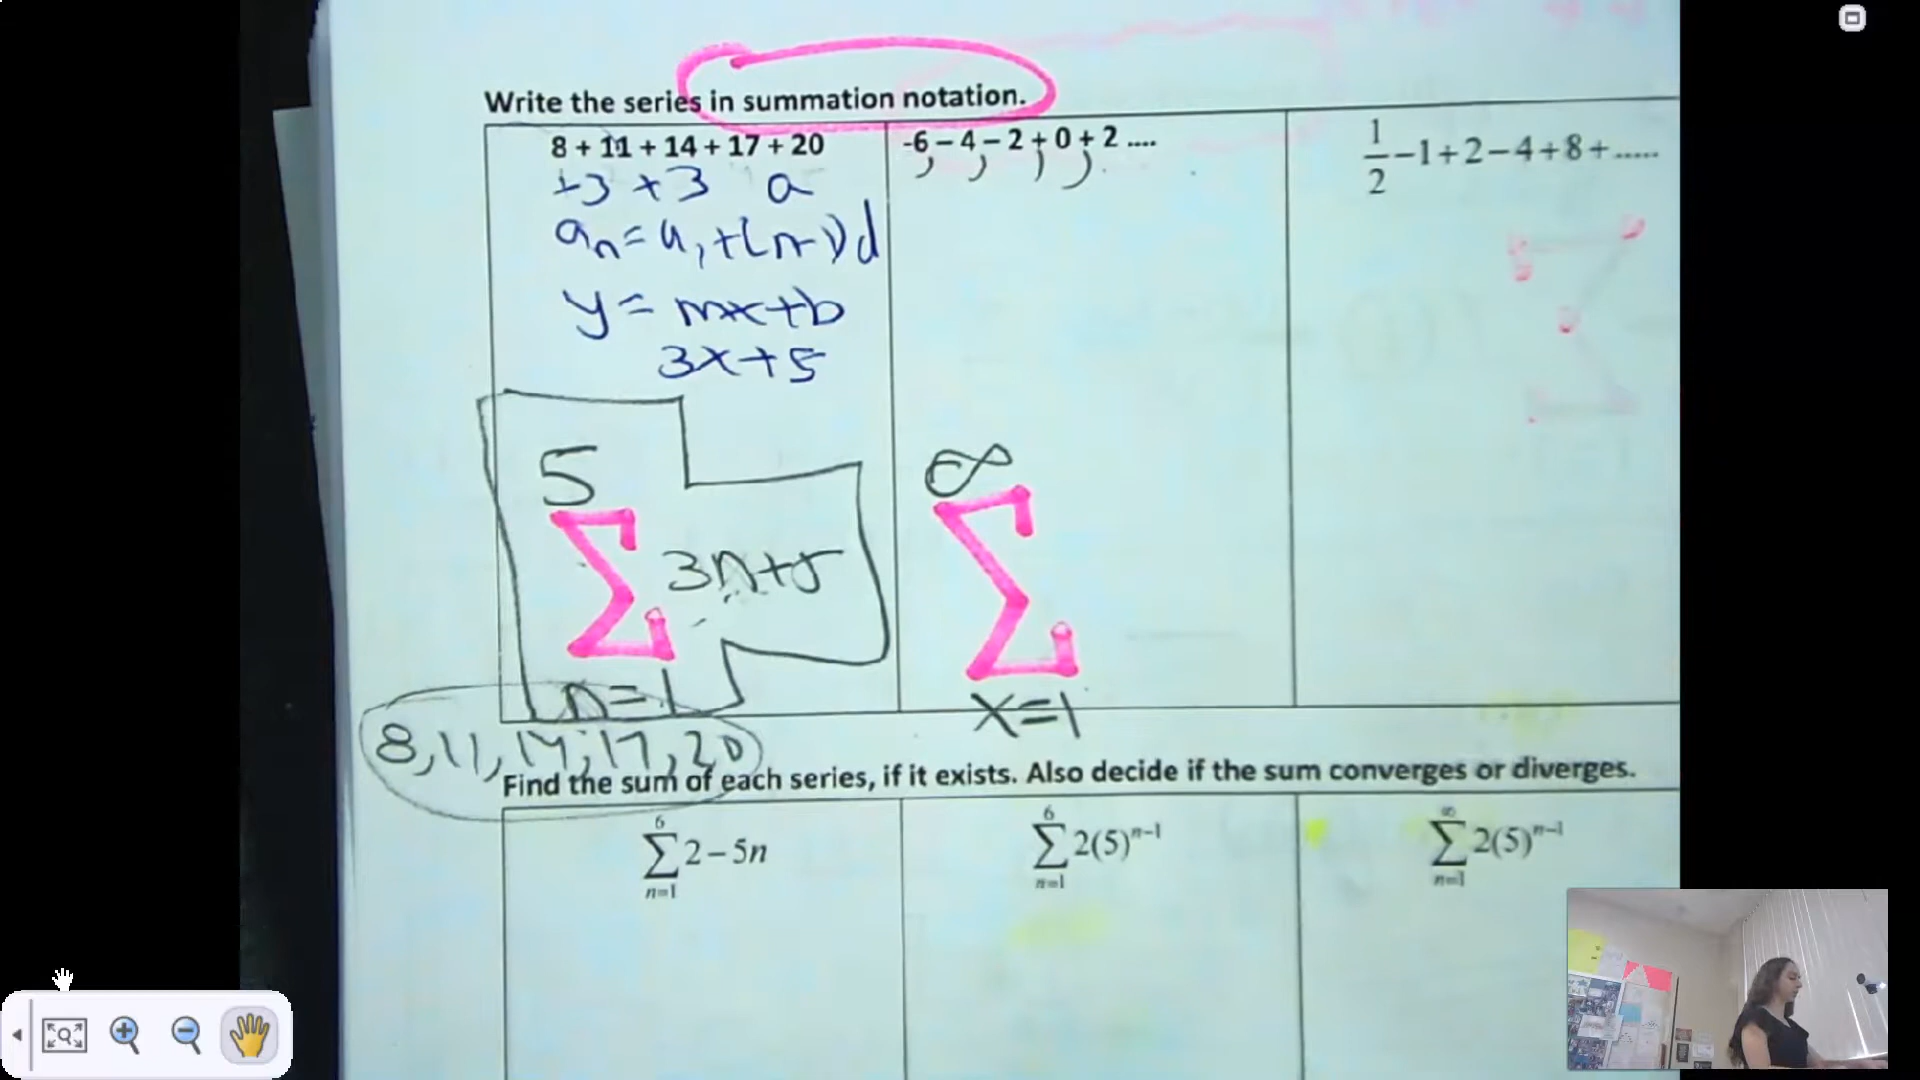 Write the series in summation notation.
8 + 11 + 14 + 17 + 20
+3 +3 a
aₙ = a₁ + (n-1)d
y = mx+b
3x+5
5
∑ 3n+5
n=1
8, 11, 14, 17, 20
-6 – 4 – 2 + 0 + 2 ....
∞
∑
x=1
1/2 – 1 + 2 – 4 + 8 + .....
∑
Find the sum of each series, if it exists. Also decide if the sum converges or diverges.
6
∑ 2 – 5n
n=1
6
∑ 2(5)ⁿ⁻¹
n=1
∞
∑ 2(5)ⁿ⁻¹
n=1